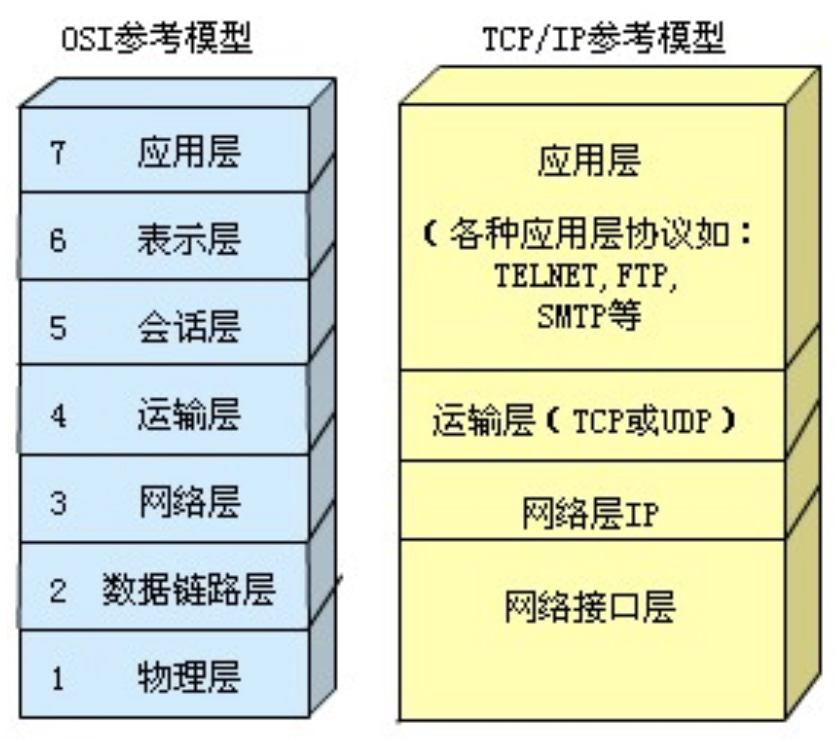 OSI参考模型
7 应用层
6 表示层
5 会话层
4 运输层
3 网络层
2 数据链路层
1 物理层
TCP/IP参考模型
应用层
(各种应用层协议如：
TELNET, FTP,
SMTP等
运输层(TCP或UDP)
网络层IP
网络接口层